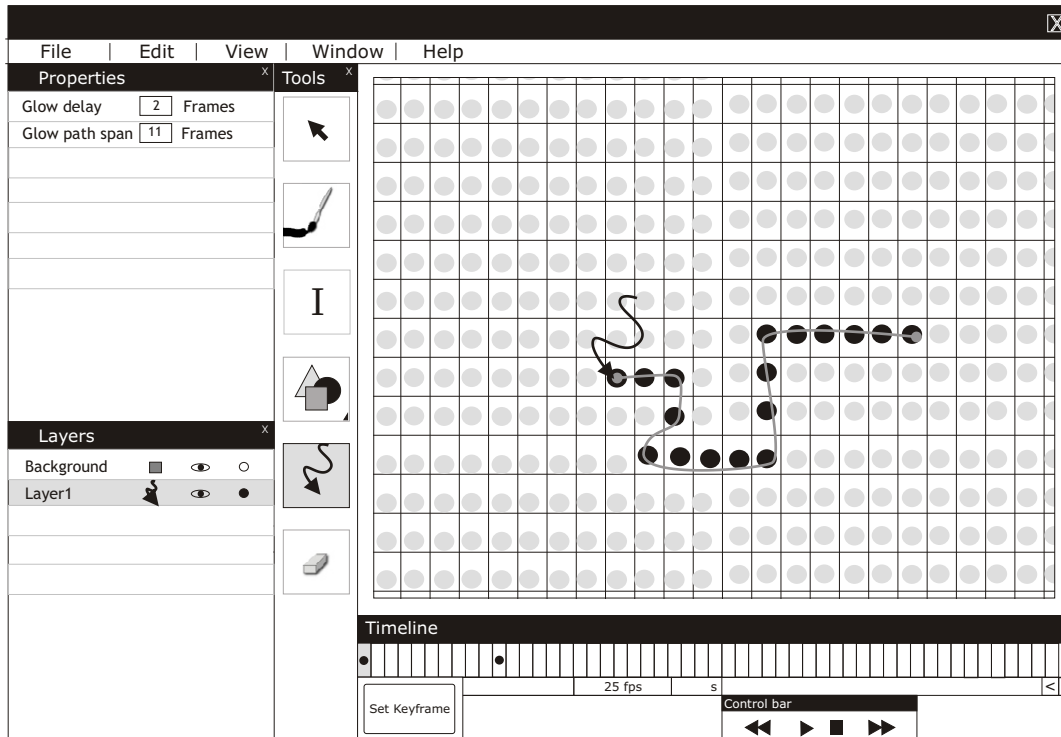 X
File | Edit | View | Window | Help
Properties X
Glow delay 2 Frames
Glow path span 11 Frames
Tools X
I
Layers X
Background
Layer1
Timeline
25 fps s <
Set Keyframe
Control bar